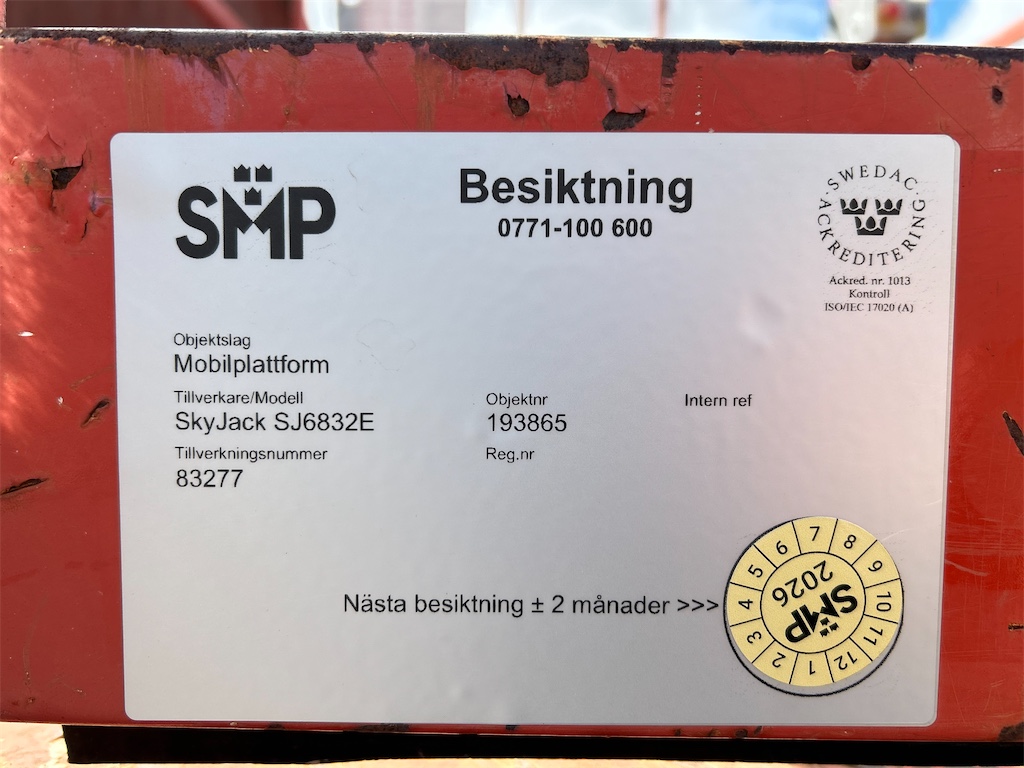 SMP
Besiktning
0771-100 600
SWEDAC
ACKREDITERING
Ackred. nr. 1013
Kontroll
ISO/IEC 17020 (A)
Objektslag
Mobilplattform
Tillverkare/Modell
SkyJack SJ6832E
Objektnr
193865
Intern ref
Tillverkningsnummer
83277
Reg.nr
Nästa besiktning ± 2 månader >>>
1 2 3 4 5 6 7 8 9 10 11 12
SMP
2026